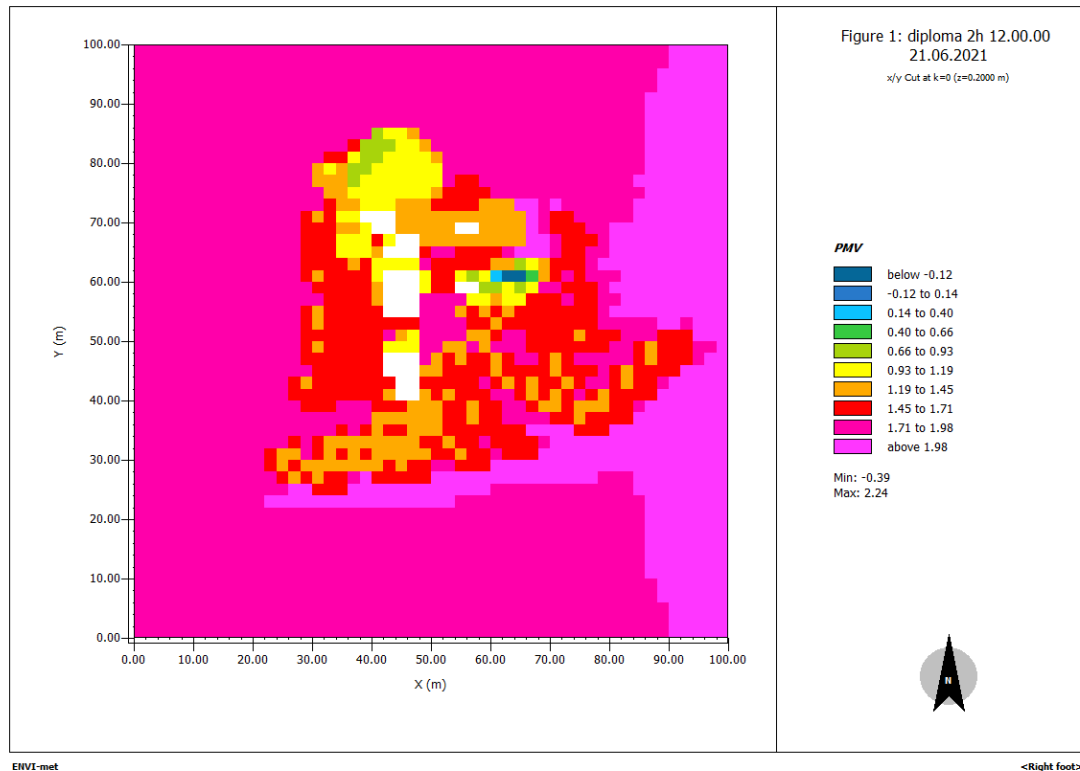 Figure 1: diploma 2h 12.00.00
21.06.2021
x/y Cut at k=0 (z=0.2000 m)
100.00
90.00
80.00
70.00
60.00
50.00
40.00
30.00
20.00
10.00
0.00
Y (m)
0.00 10.00 20.00 30.00 40.00 50.00 60.00 70.00 80.00 90.00 100.00
X (m)
PMV
below -0.12
-0.12 to 0.14
0.14 to 0.40
0.40 to 0.66
0.66 to 0.93
0.93 to 1.19
1.19 to 1.45
1.45 to 1.71
1.71 to 1.98
above 1.98
Min: -0.39
Max: 2.24
N
ENVI-met
<Right foot>